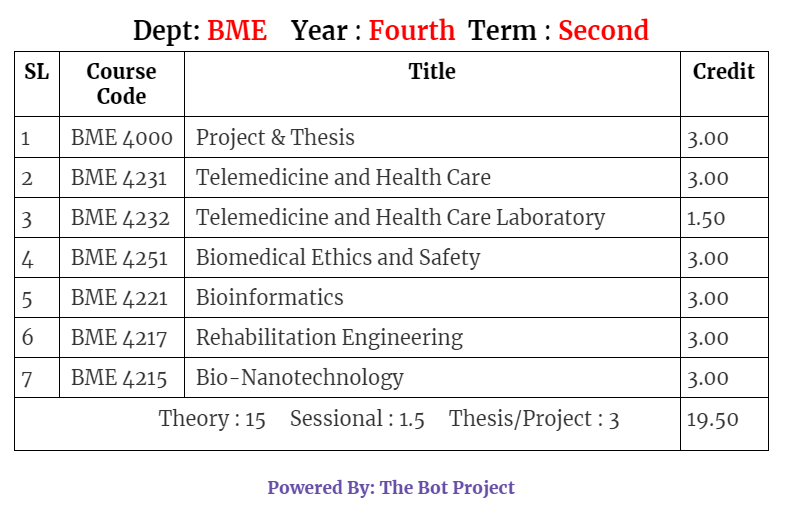 Dept: BME Year : Fourth Term : Second
SL Course Code Title Credit
1 BME 4000 Project & Thesis 3.00
2 BME 4231 Telemedicine and Health Care 3.00
3 BME 4232 Telemedicine and Health Care Laboratory 1.50
4 BME 4251 Biomedical Ethics and Safety 3.00
5 BME 4221 Bioinformatics 3.00
6 BME 4217 Rehabilitation Engineering 3.00
7 BME 4215 Bio-Nanotechnology 3.00
Theory : 15 Sessional : 1.5 Thesis/Project : 3 19.50
Powered By: The Bot Project